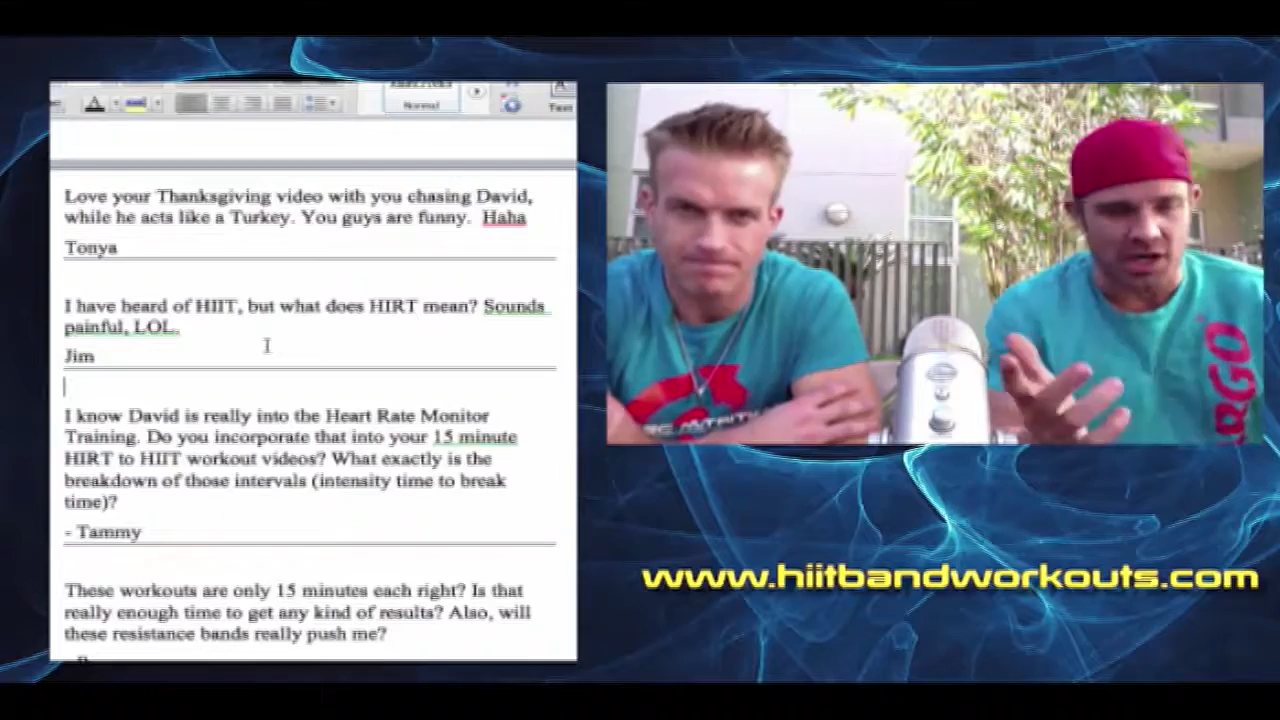 Normal
Text
Love your Thanksgiving video with you chasing David,
while he acts like a Turkey. You guys are funny. Haha
Tonya
I have heard of HIIT, but what does HIRT mean? Sounds
painful, LOL.
Jim
I know David is really into the Heart Rate Monitor
Training. Do you incorporate that into your 15 minute
HIRT to HIIT workout videos? What exactly is the
breakdown of those intervals (intensity time to break
time)?
- Tammy
These workouts are only 15 minutes each right? Is that
really enough time to get any kind of results? Also, will
these resistance bands really push me?
ARGO
www.hiitbandworkouts.com